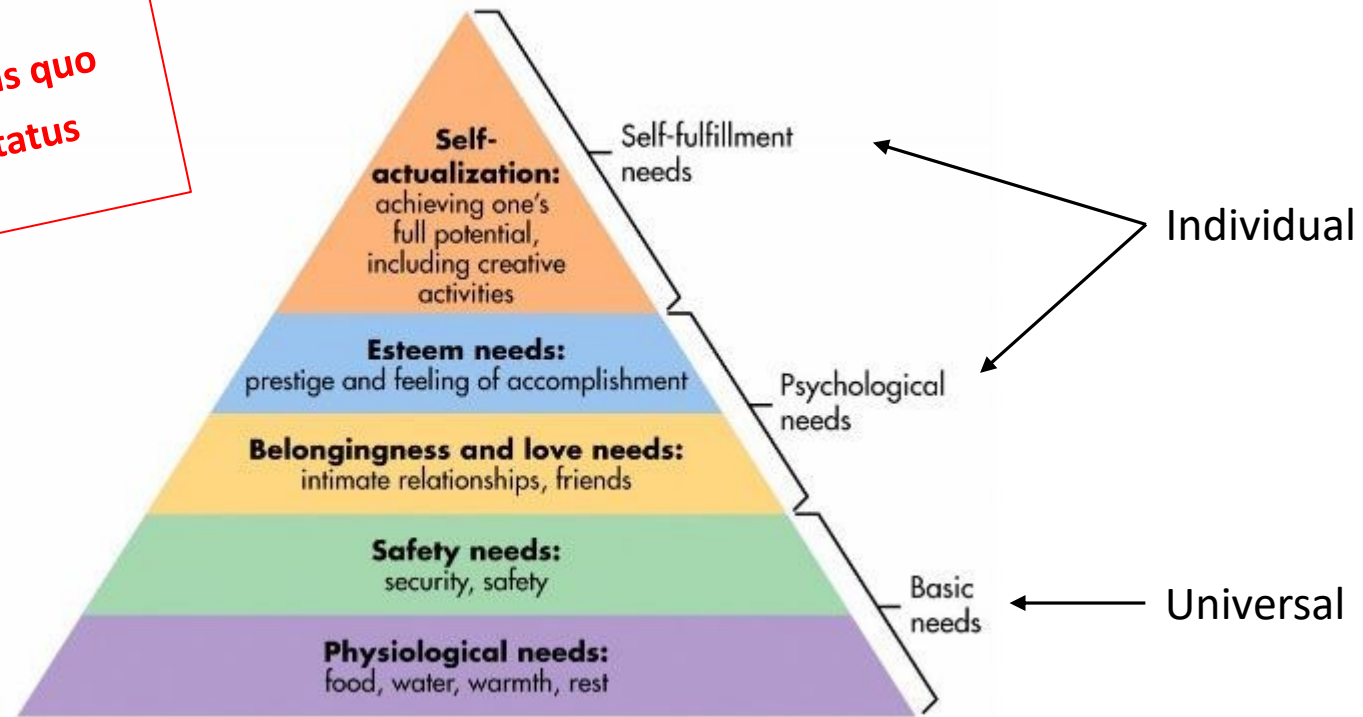 quo
Self-
actualization:
achieving one's
full potential,
including creative
activities
Self-fulfillment
needs
Individual
Esteem needs:
prestige and feeling of accomplishment
Psychological
needs
Belongingness and love needs:
intimate relationships, friends
Safety needs:
security, safety
Basic
needs
Universal
Physiological needs:
food, water, warmth, rest